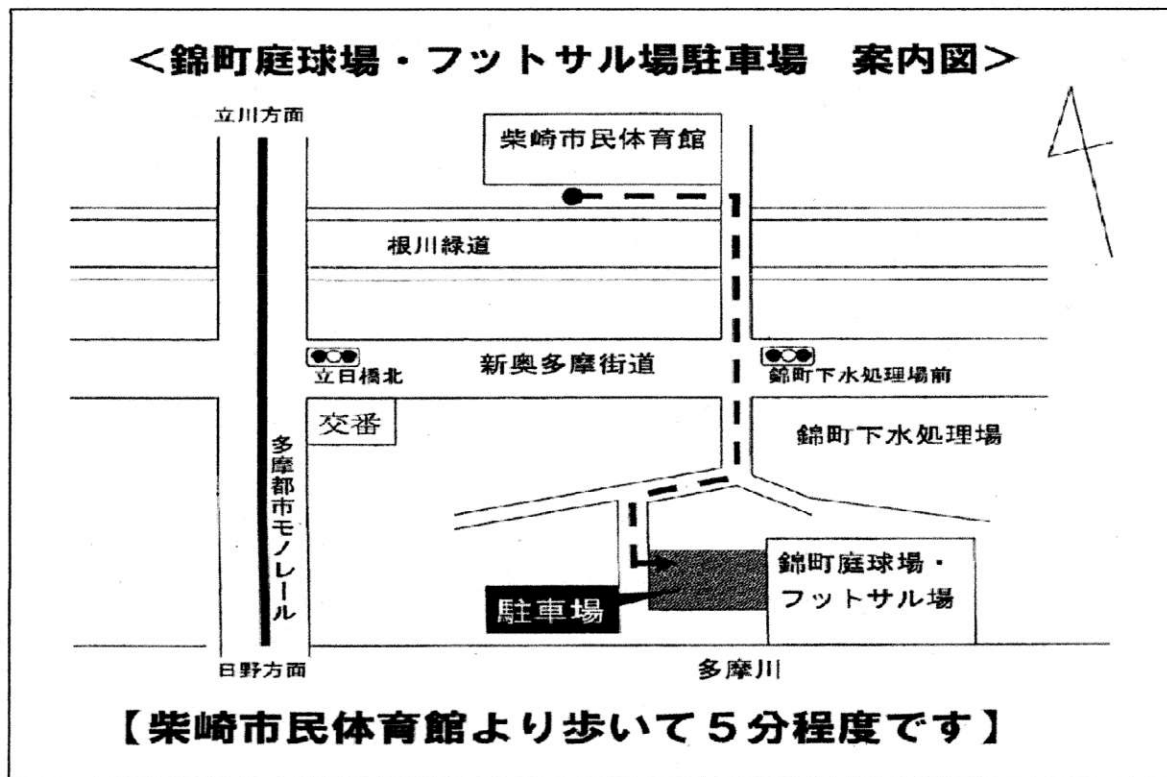 ＜錦町庭球場・フットサル場駐車場　案内図＞
立川方面
柴崎市民体育館
根川緑道
新奥多摩街道
立日橋北
錦町下水処理場前
交番
錦町下水処理場
多摩都市モノレール
錦町庭球場・
フットサル場
駐車場
日野方面
多摩川
【柴崎市民体育館より歩いて５分程度です】